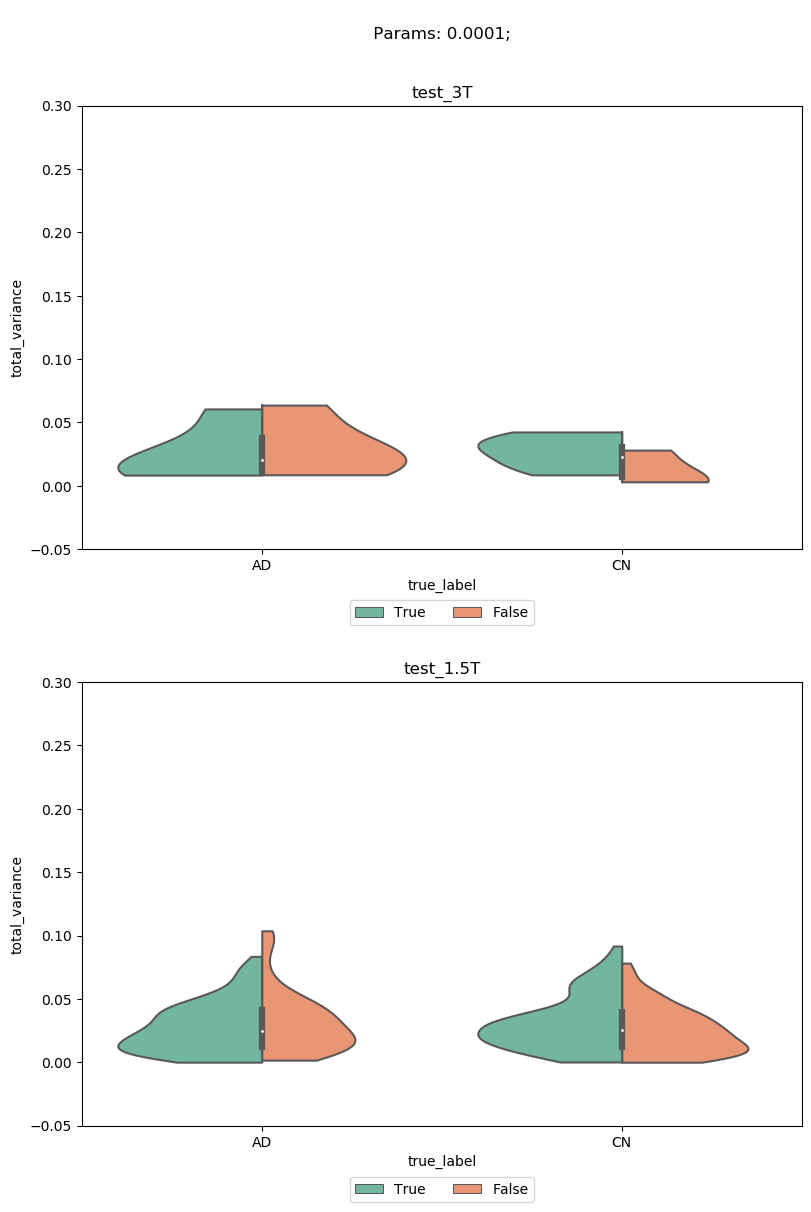 Params: 0.0001;
test_3T
0.30
0.25
0.20
0.15
0.10
0.05
0.00
−0.05
total_variance
AD CN
true_label
True False
test_1.5T
0.30
0.25
0.20
0.15
0.10
0.05
0.00
−0.05
total_variance
AD CN
true_label
True False